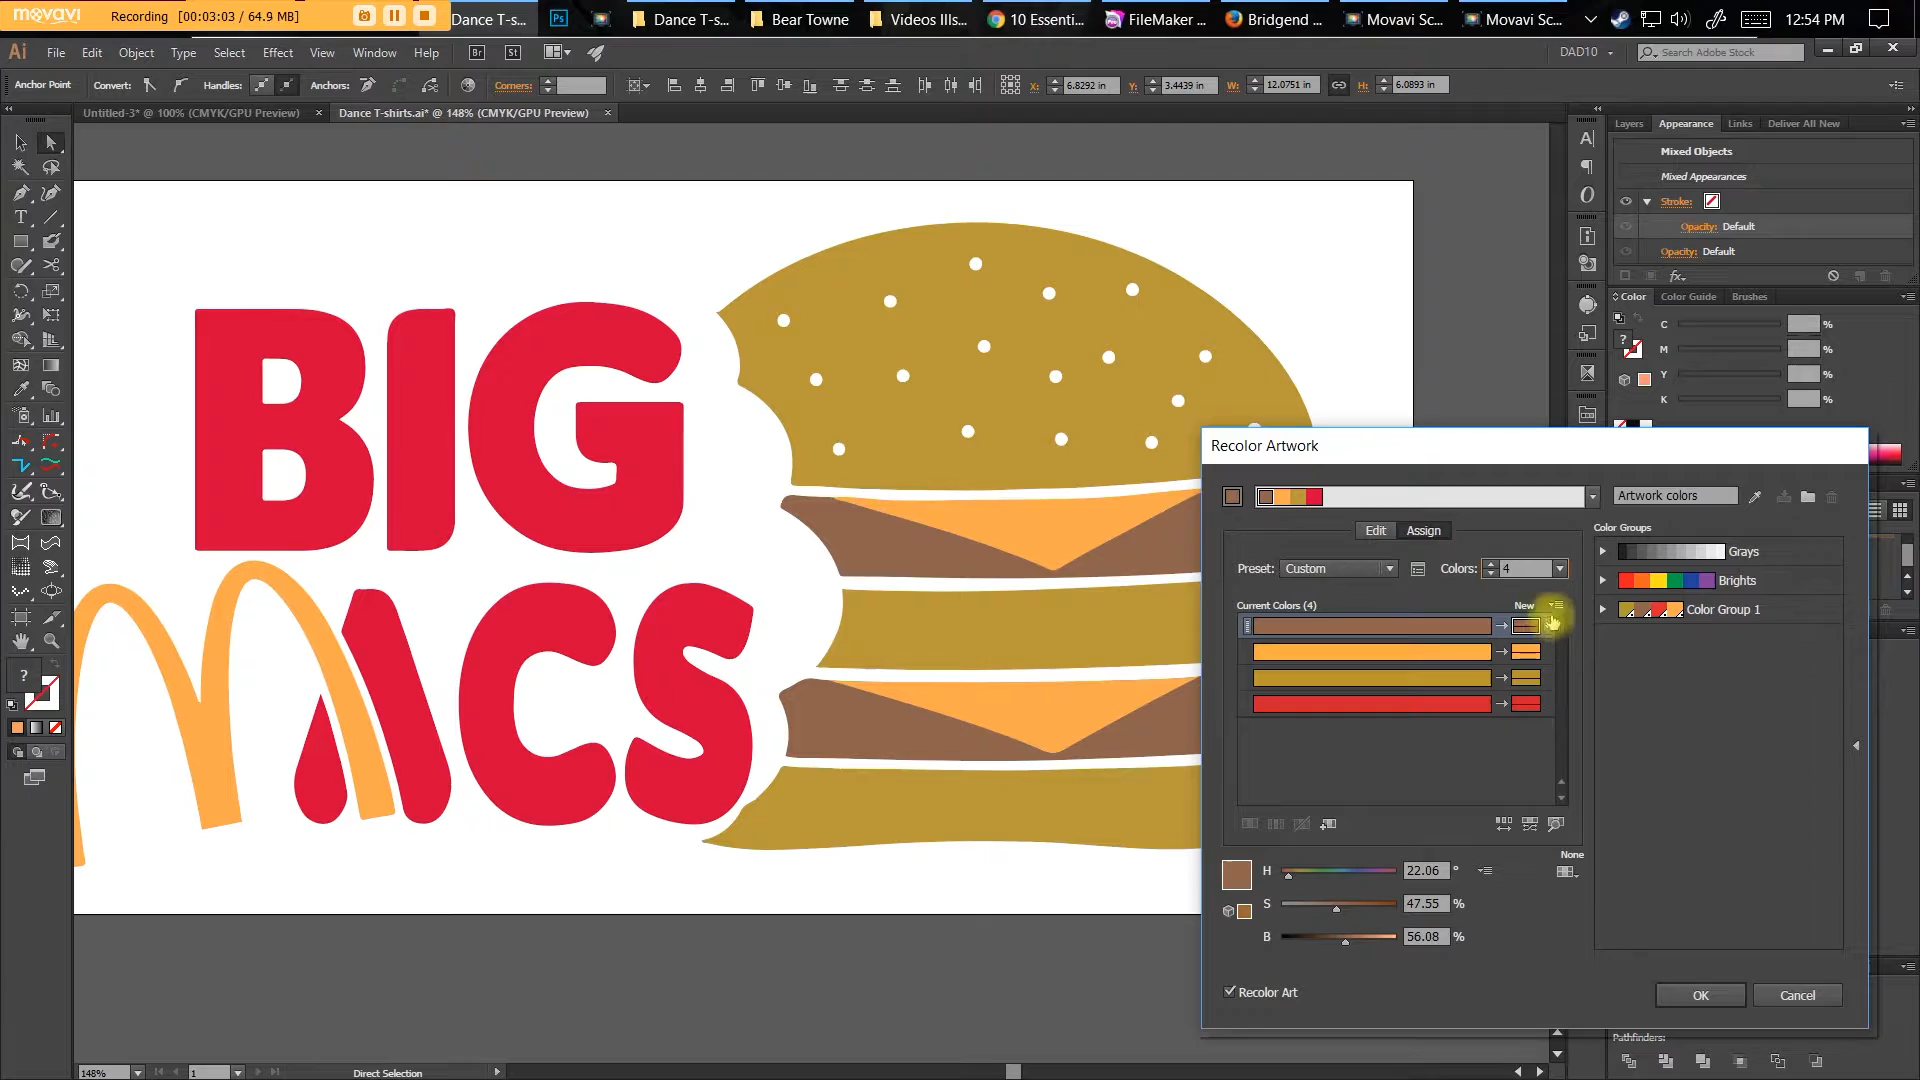 movavi
Recording [00:03:03 / 64.9 MB]
Dance T-s...
Ps
Dance T-s...
Bear Towne
Videos Ills...
10 Essenti...
FileMaker ...
Bridgend ...
Movavi Sc...
Movavi Sc...
12:54 PM
Ai File Edit Object Type Select Effect View Window Help Br St
DAD10
Search Adobe Stock
Anchor Point Convert: Handles: Anchors: Corners: X: 6.8292 in Y: 3.4439 in W: 12.0751 in H: 6.0893 in
Untitled-3* @ 100% (CMYK/GPU Preview) ×
Dance T-shirts.ai* @ 148% (CMYK/GPU Preview) ×
Layers Appearance Links Deliver All New
Mixed Objects
Mixed Appearances
Stroke:
Opacity: Default
Opacity: Default
fx
Color Color Guide Brushes
C %
M %
Y %
K %
BIG
MACS
Recolor Artwork
Artwork colors
Edit Assign
Color Groups
Preset: Custom Colors: 4
Grays
Brights
Color Group 1
Current Colors (4) New
None
H 22.06 °
S 47.55 %
B 56.08 %
Recolor Art
OK Cancel
Pathfinders:
148% 1 Direct Selection